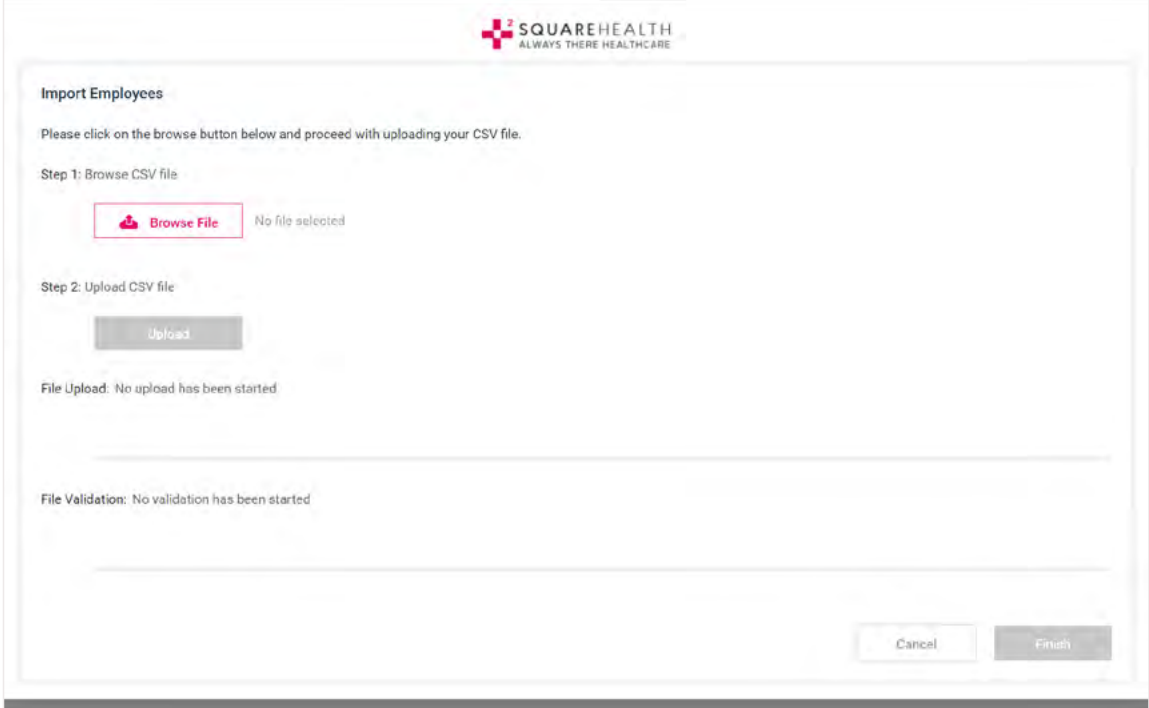 2 SQUAREHEALTH
ALWAYS THERE HEALTHCARE
Import Employees
Please click on the browse button below and proceed with uploading your CSV file.
Step 1: Browse CSV file
Browse File No file selected
Step 2: Upload CSV file
Upload
File Upload: No upload has been started
File Validation: No validation has been started
Cancel Finish